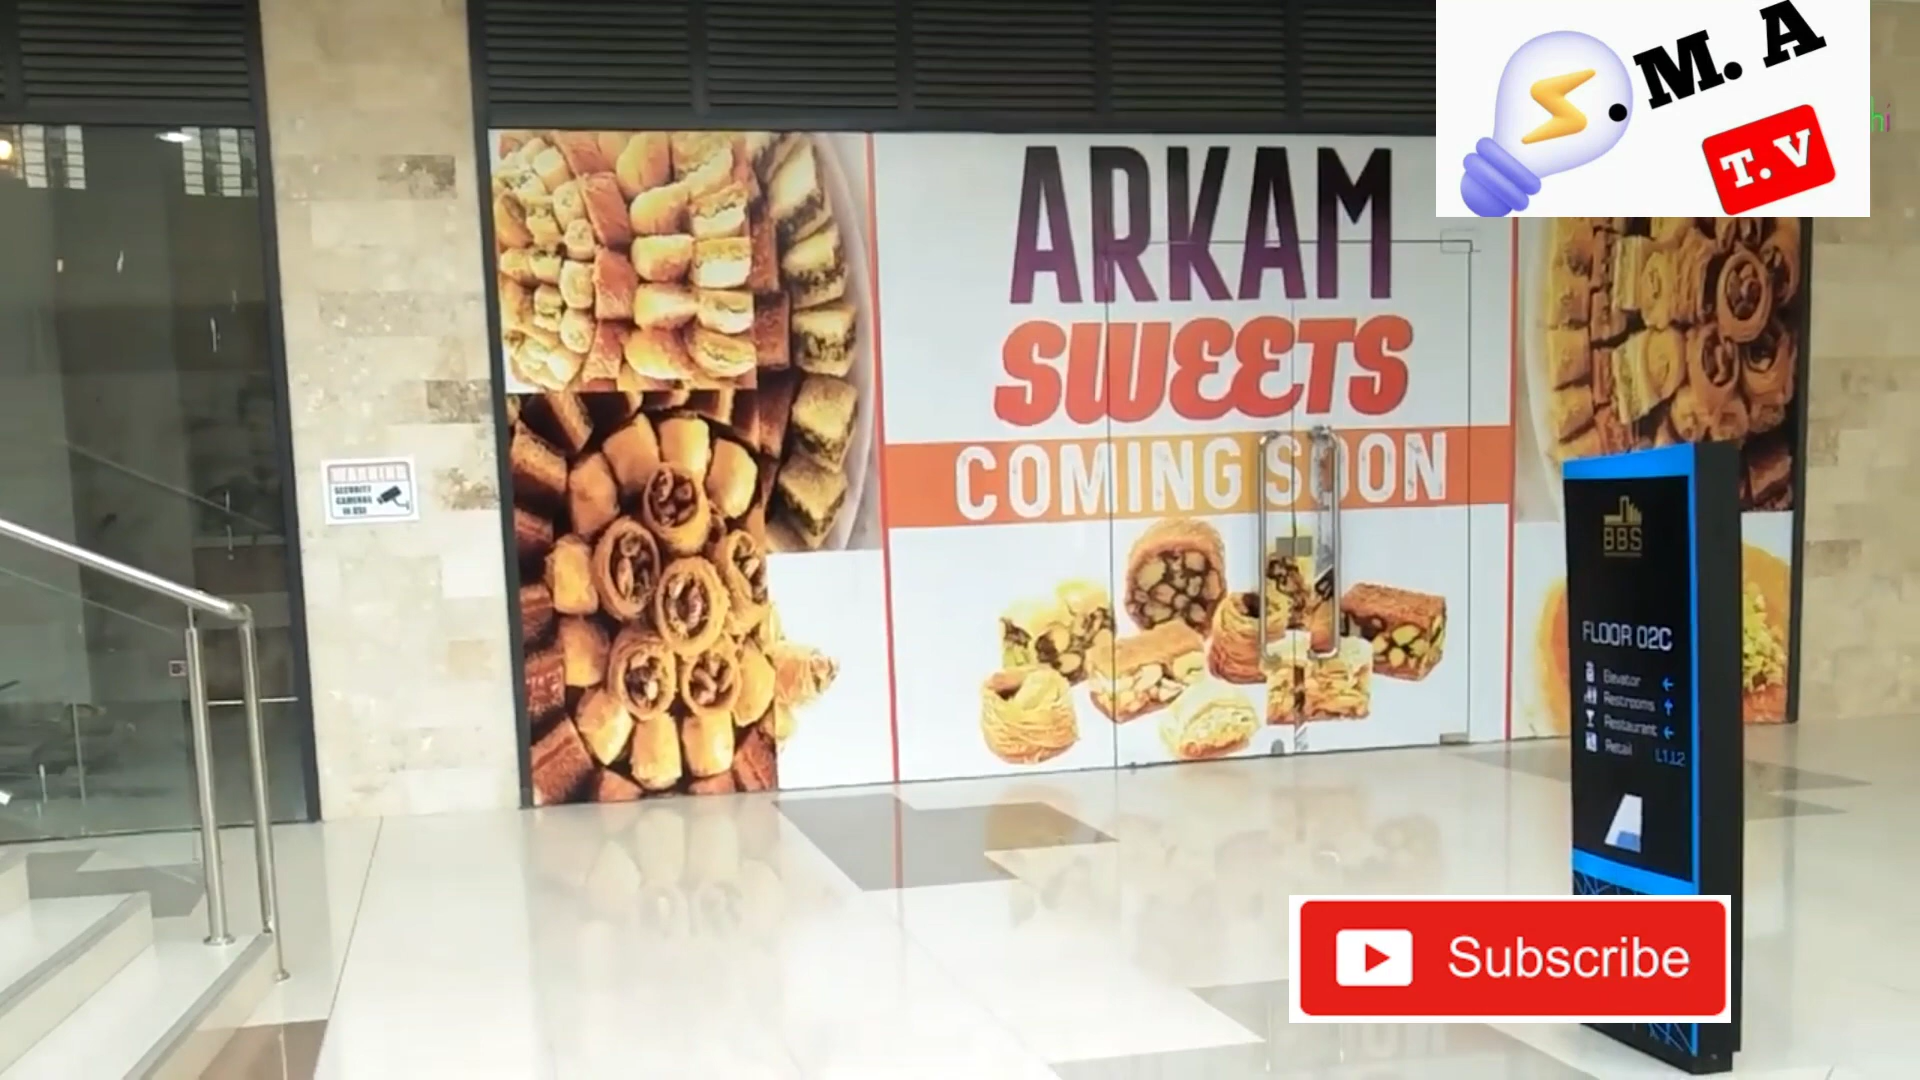 .M. A
T.V
hi
ARKAM
SWEETS
COMING SOON
WARNING
SECURITY
CAMERAS
IN USE
BBS
FLOOR 02C
Elevator ←
Restrooms ↑
Restaurant ←
Retail L1,L2
Subscribe